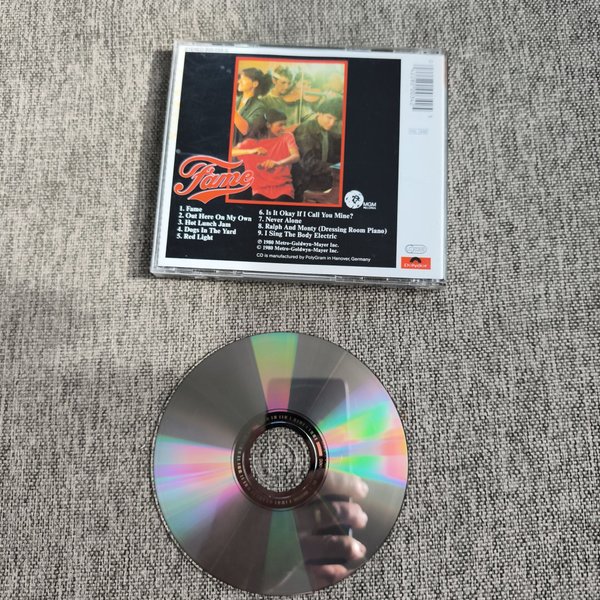 Fame
MGM
RECORDS
1. Fame
2. Out Here On My Own
3. Hot Lunch Jam
4. Dogs In The Yard
5. Red Light
6. Is It Okay If I Call You Mine?
7. Never Alone
8. Ralph And Monty (Dressing Room Piano)
9. I Sing The Body Electric
℗ 1980 Metro-Goldwyn-Mayer Inc.
© 1980 Metro-Goldwyn-Mayer Inc.
CD is manufactured by PolyGram in Hanover, Germany
polydor